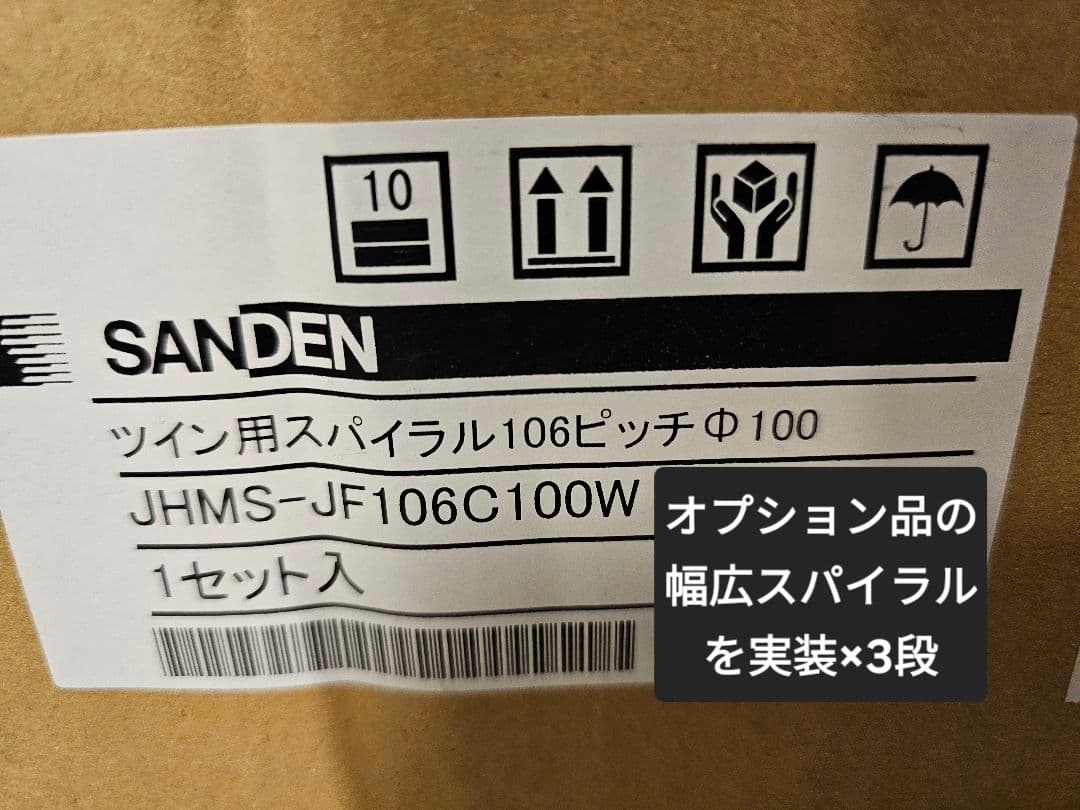 10
SANDEN
ツイン用スパイラル106ピッチΦ100
JHMS-JF106C100W
1セット入
オプション品の
幅広スパイラル
を実装×3段